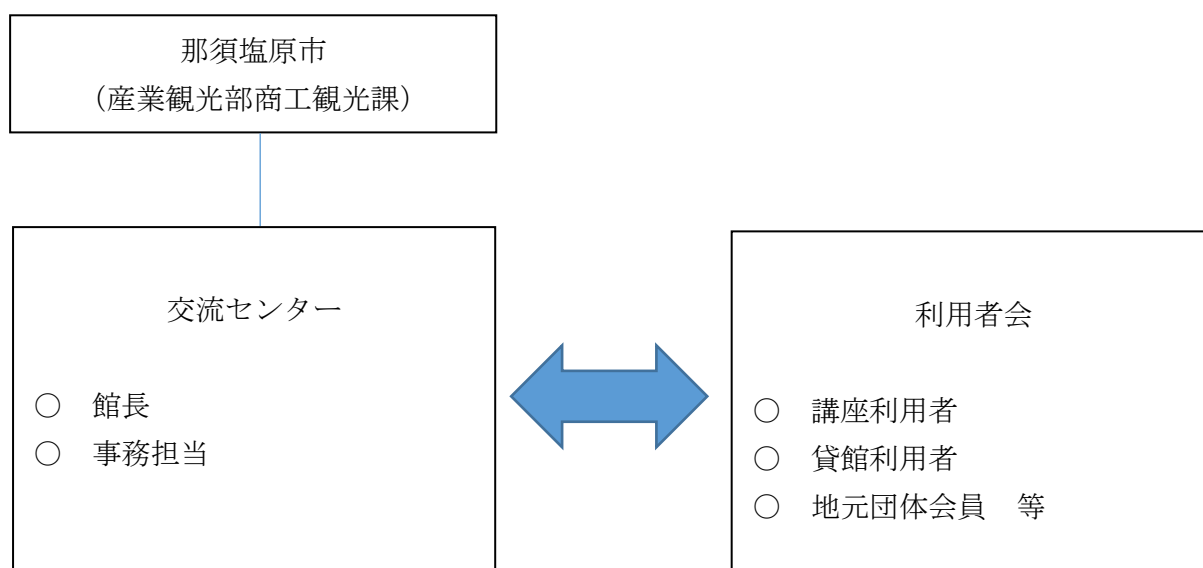 那須塩原市
（産業観光部商工観光課）
交流センター
○　館長
○　事務担当
利用者会
○　講座利用者
○　貸館利用者
○　地元団体会員　等